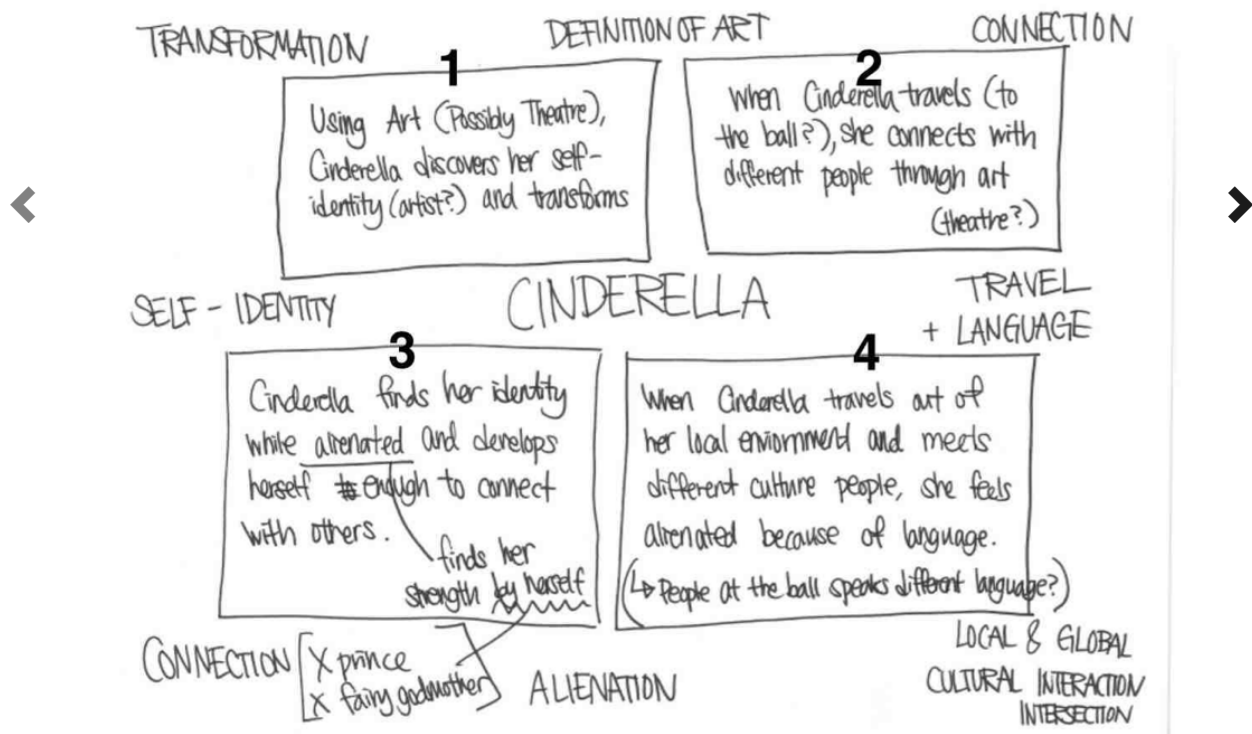 TRANSFORMATION
DEFINITION OF ART
CONNECTION
1
Using Art (Possibly Theatre),
Cinderella discovers her self-
identity (artist?) and transforms
2
When Cinderella travels (to
the ball?), she connects with
different people through art
(theatre?)
SELF - IDENTITY
CINDERELLA
TRAVEL
+ LANGUAGE
3
Cinderella finds her identity
while alienated and develops
herself enough to connect
with others.
finds her
strength by herself
4
When Cinderella travels out of
her local enviornment and meets
different culture people, she feels
alienated because of language.
(↳ People at the ball speaks different language?)
CONNECTION [X prince
X fairy godmother]
ALIENATION
LOCAL & GLOBAL
CULTURAL INTERACTION
INTERSECTION